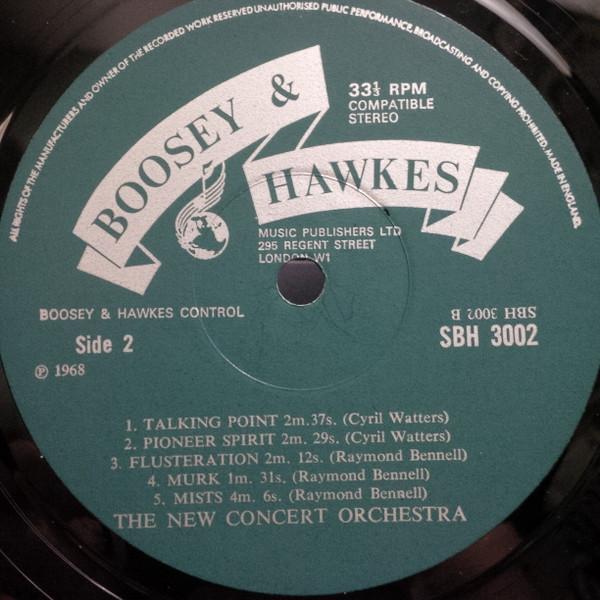 ALL RIGHTS OF THE MANUFACTURERS AND OWNER OF THE RECORDED WORK RESERVED UNAUTHORISED PUBLIC PERFORMANCE, BROADCASTING AND COPYING PROHIBITED. MADE IN ENGLAND.
BOOSEY &
HAWKES
33⅓ RPM
COMPATIBLE
STEREO
MUSIC PUBLISHERS LTD
295 REGENT STREET
LONDON W1
BOOSEY & HAWKES CONTROL
SBH 3002 B
Side 2
SBH 3002
℗ 1968
1. TALKING POINT 2m.37s. (Cyril Watters)
2. PIONEER SPIRIT 2m. 29s. (Cyril Watters)
3. FLUSTERATION 2m. 12s. (Raymond Bennell)
4. MURK 1m. 31s. (Raymond Bennell)
5. MISTS 4m. 6s. (Raymond Bennell)
THE NEW CONCERT ORCHESTRA